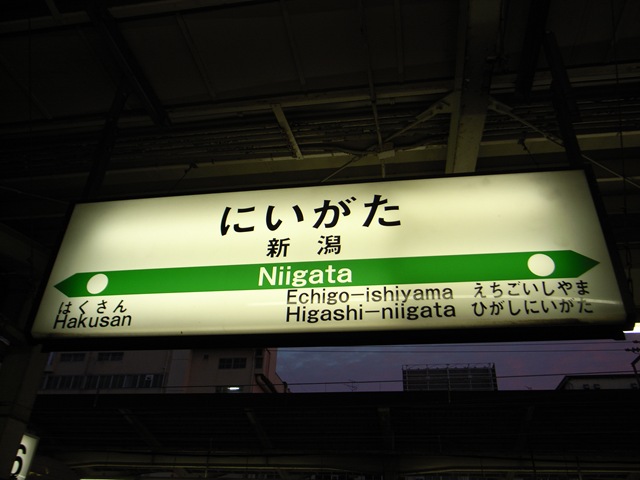 にいがた
新潟
Niigata
はくさん
Hakusan
Echigo-ishiyama えちごいしやま
Higashi-niigata ひがしにいがた
6